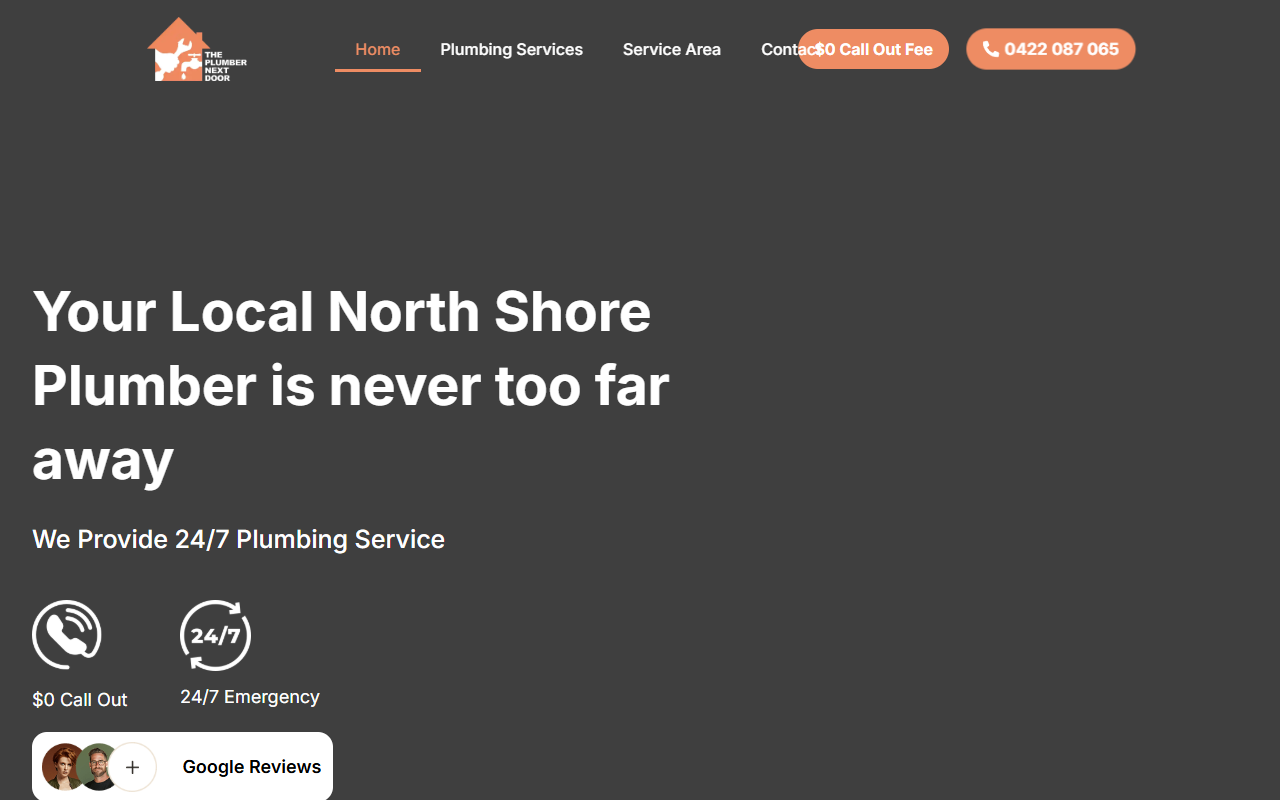 THE
PLUMBER
NEXT
DOOR
Home
Plumbing Services
Service Area
Contact
$0 Call Out Fee
0422 087 065
Your Local North Shore
Plumber is never too far
away
We Provide 24/7 Plumbing Service
24/7
$0 Call Out
24/7 Emergency
+
Google Reviews